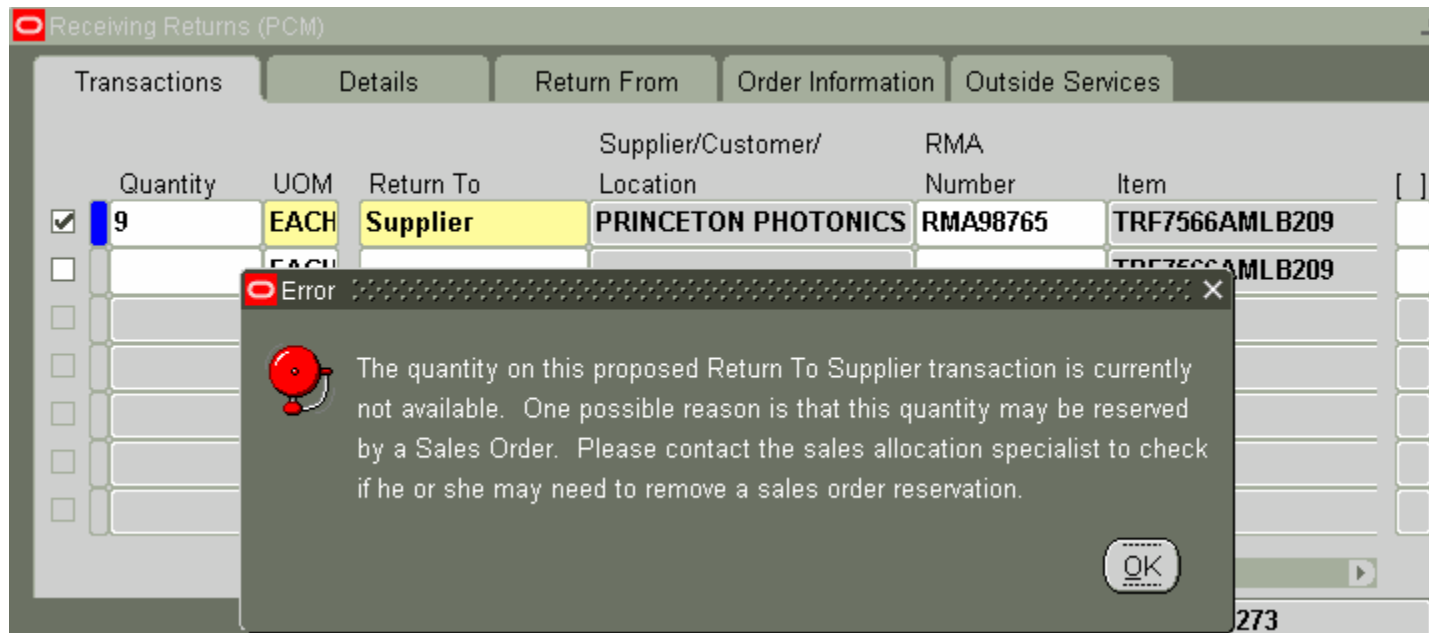 Receiving Returns (PCM)
Transactions Details Return From Order Information Outside Services
Supplier/Customer/ RMA
Quantity UOM Return To Location Number Item [ ]
9 EACH Supplier PRINCETON PHOTONICS RMA98765 TRF7566AMLB209
EACH TRF7566AMLB209
Error
The quantity on this proposed Return To Supplier transaction is currently
not available. One possible reason is that this quantity may be reserved
by a Sales Order. Please contact the sales allocation specialist to check
if he or she may need to remove a sales order reservation.
OK
273